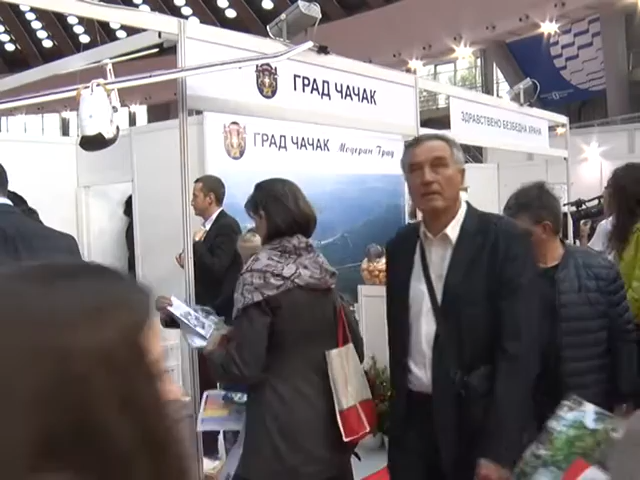 ГРАД ЧАЧАК
ГРАД ЧАЧАК Модеран Град
ЗДРАВСТВЕНО БЕЗБЕДНА ХРАНА